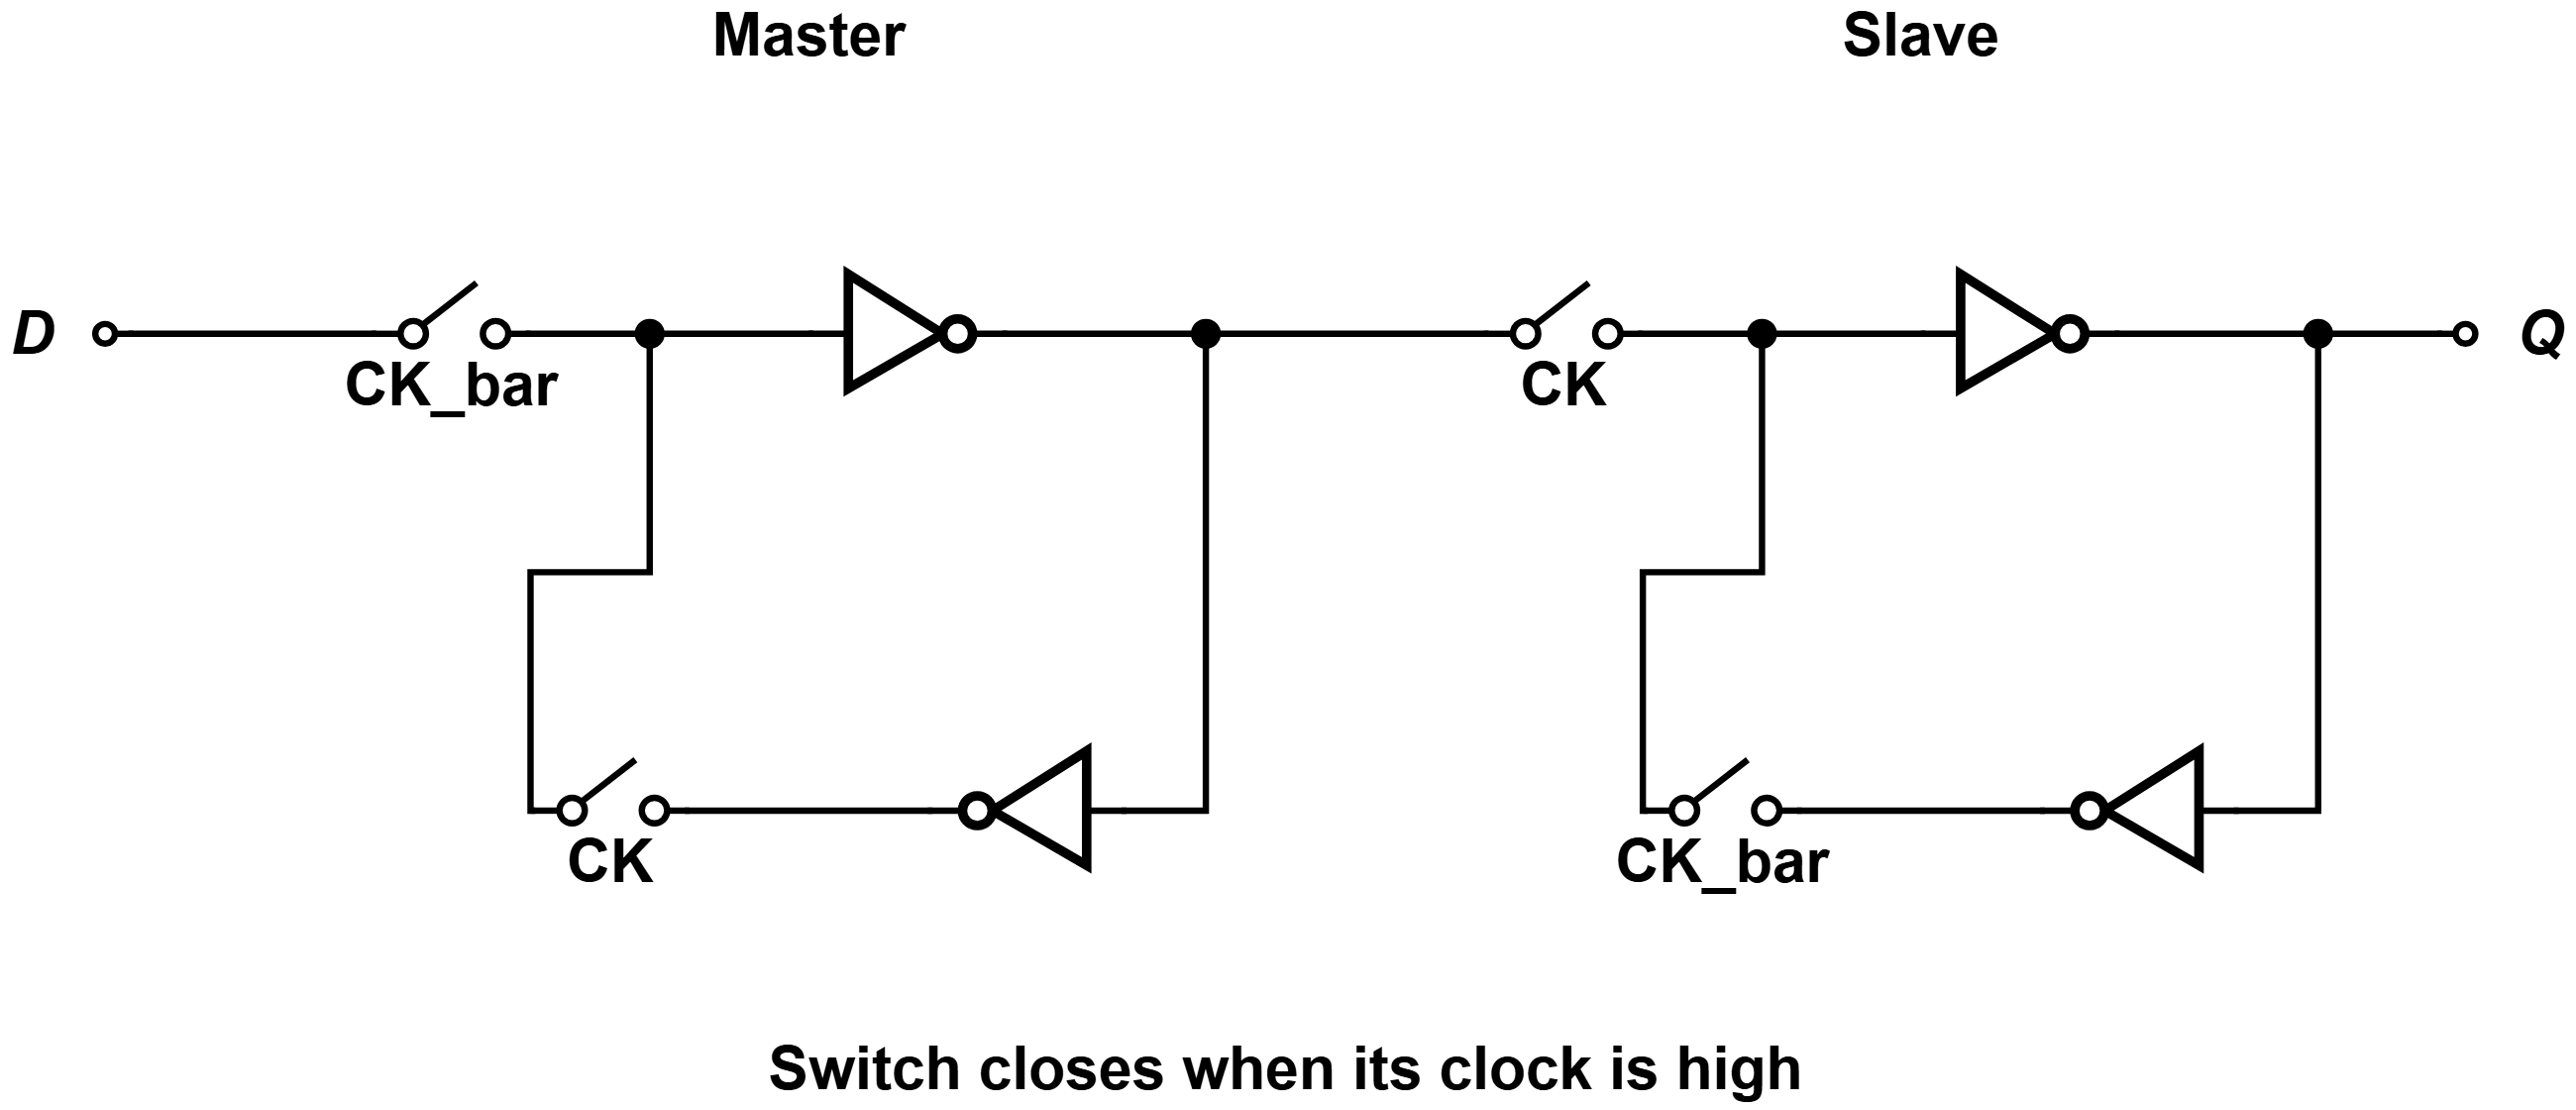 Master
Slave
D
CK_bar
CK
Q
CK
CK_bar
Switch closes when its clock is high